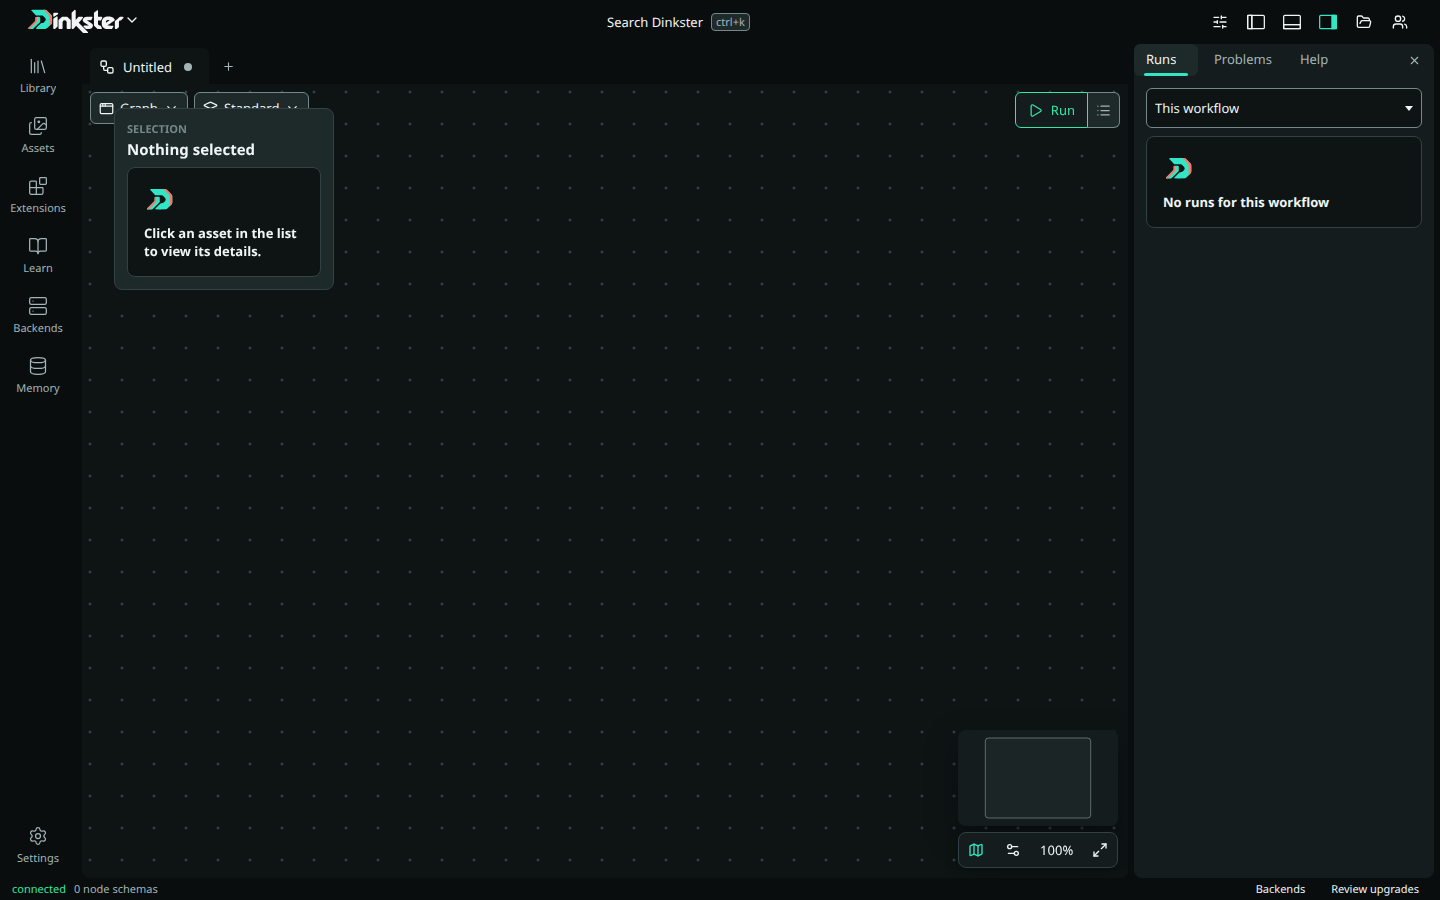 Dinkster
Search Dinkster ctrl+k
Library
Assets
Extensions
Learn
Backends
Memory
Settings
Untitled
Graph
Standard
SELECTION
Nothing selected
Click an asset in the list
to view its details.
Run
100%
Runs
Problems
Help
This workflow
No runs for this workflow
connected
0 node schemas
Backends
Review upgrades